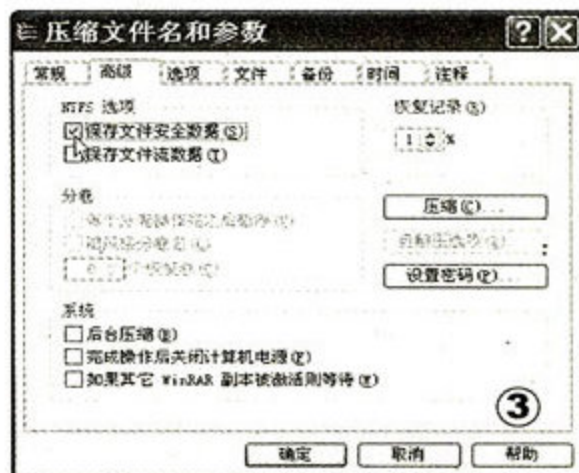 压缩文件名和参数
常规 高级 选项 文件 备份 时间 注释
NTFS 选项
保存文件安全数据(S)
保存文件流数据(T)
恢复记录(R)
1 %
分卷
压缩(C)...
设置密码(P)...
系统
后台压缩(B)
完成操作后关闭计算机电源(F)
如果其它 WinRAR 副本被激活则等待(W)
③
确定 取消 帮助